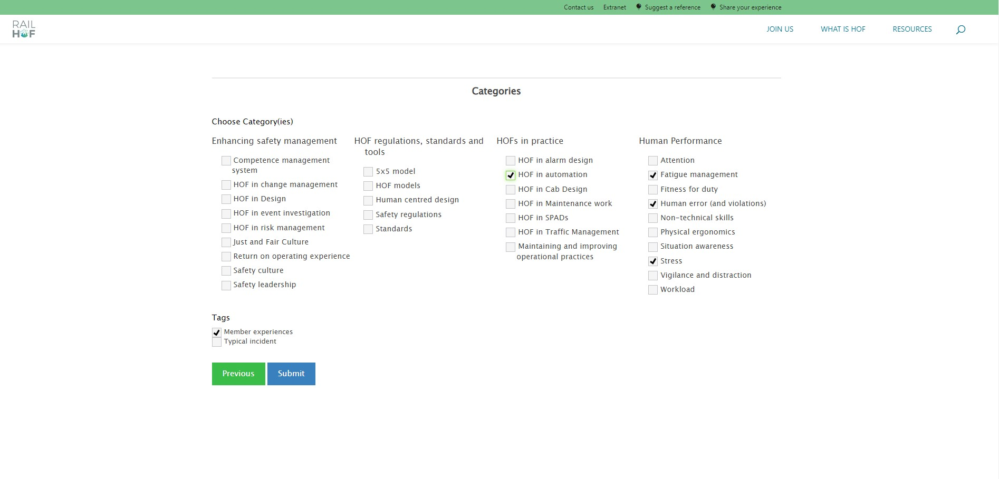 Contact us Extranet Suggest a reference Share your experience
RAIL
HOF
JOIN US WHAT IS HOF RESOURCES
Categories
Choose Category(ies)
Enhancing safety management
Competence management
system
HOF in change management
HOF in Design
HOF in event investigation
HOF in risk management
Just and Fair Culture
Return on operating experience
Safety culture
Safety leadership
HOF regulations, standards and
tools
5x5 model
HOF models
Human centred design
Safety regulations
Standards
HOFs in practice
HOF in alarm design
HOF in automation
HOF in Cab Design
HOF in Maintenance work
HOF in SPADs
HOF in Traffic Management
Maintaining and improving
operational practices
Human Performance
Attention
Fatigue management
Fitness for duty
Human error (and violations)
Non-technical skills
Physical ergonomics
Situation awareness
Stress
Vigilance and distraction
Workload
Tags
Member experiences
Typical incident
Previous Submit